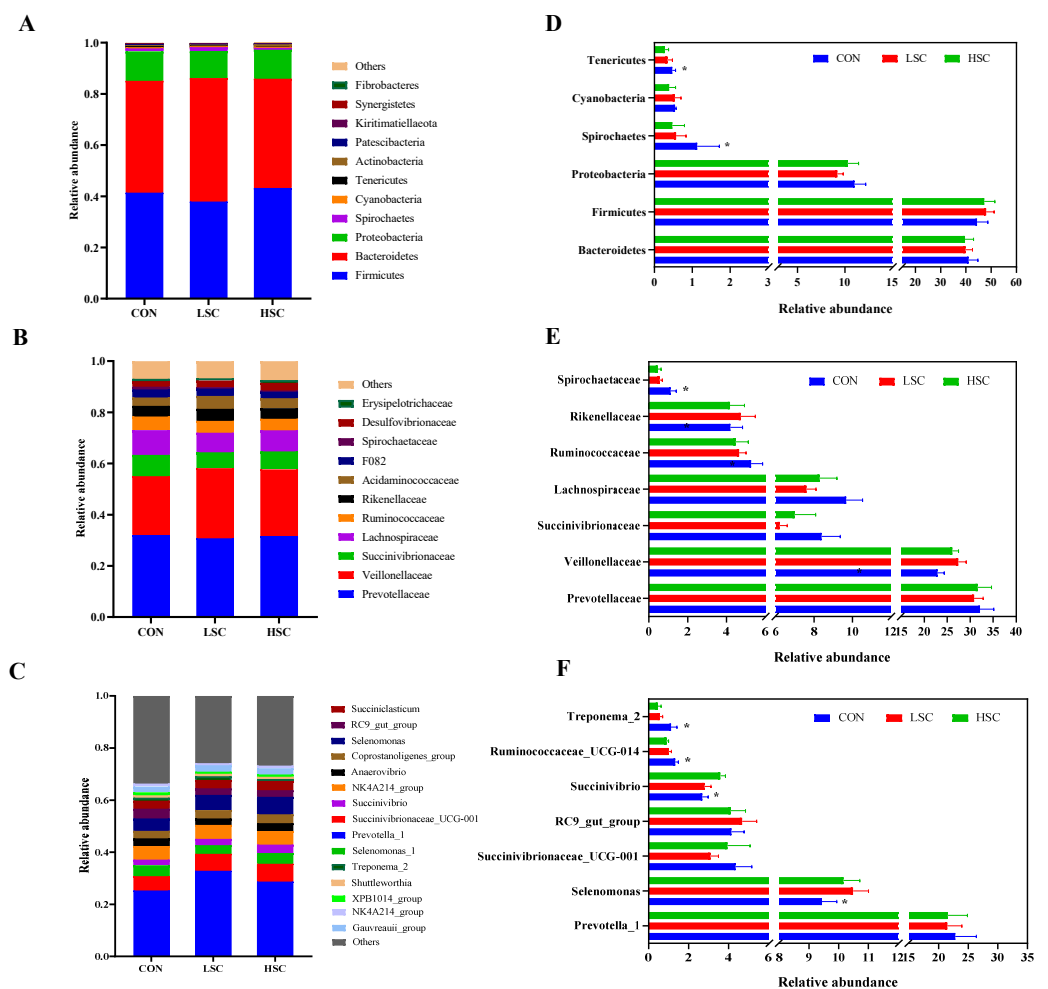 A
1.0
0.8
0.6
0.4
0.2
0.0
Relative abundance
CON LSC HSC
Others
Fibrobacteres
Synergistetes
Kiritimatiellaeota
Patescibacteria
Actinobacteria
Tenericutes
Cyanobacteria
Spirochaetes
Proteobacteria
Bacteroidetes
Firmicutes
D
CON LSC HSC
Tenericutes *
Cyanobacteria
Spirochaetes *
Proteobacteria
Firmicutes
Bacteroidetes
0 1 2 3 5 10 15 20 30 40 50 60
Relative abundance
B
1.0
0.8
0.6
0.4
0.2
0.0
Relative abundance
CON LSC HSC
Others
Erysipelotrichaceae
Desulfovibrionaceae
Spirochaetaceae
F082
Acidaminococcaceae
Rikenellaceae
Ruminococcaceae
Lachnospiraceae
Succinivibrionaceae
Veillonellaceae
Prevotellaceae
E
CON LSC HSC
Spirochaetaceae *
Rikenellaceae *
Ruminococcaceae *
Lachnospiraceae
Succinivibrionaceae
Veillonellaceae *
Prevotellaceae
0 2 4 6 6 8 10 12 15 20 25 30 35 40
Relative abundance
C
1.0
0.8
0.6
0.4
0.2
0.0
Relative abundance
CON LSC HSC
Succiniclasticum
RC9_gut_group
Selenomonas
Coprostanoligenes_group
Anaerovibrio
NK4A214_group
Succinivibrio
Succinivibrionaceae_UCG-001
Prevotella_1
Selenomonas_1
Treponema_2
Shuttleworthia
XPB1014_group
NK4A214_group
Gauvreauii_group
Others
F
CON LSC HSC
Treponema_2 *
Ruminococcaceae_UCG-014 *
Succinivibrio *
RC9_gut_group
Succinivibrionaceae_UCG-001
Selenomonas *
Prevotella_1
0 2 4 6 8 9 10 11 12 15 20 25 30 35
Relative abundance